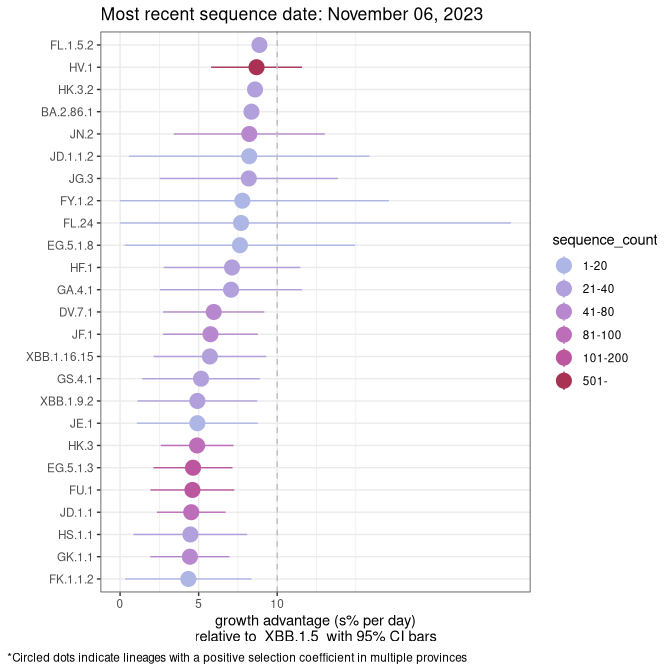 Most recent sequence date: November 06, 2023
FL.1.5.2
HV.1
HK.3.2
BA.2.86.1
JN.2
JD.1.1.2
JG.3
FY.1.2
FL.24
EG.5.1.8
HF.1
GA.4.1
DV.7.1
JF.1
XBB.1.16.15
GS.4.1
XBB.1.9.2
JE.1
HK.3
EG.5.1.3
FU.1
JD.1.1
HS.1.1
GK.1.1
FK.1.1.2
0 5 10
growth advantage (s% per day)
relative to XBB.1.5 with 95% CI bars
sequence_count
1-20
21-40
41-80
81-100
101-200
501-
*Circled dots indicate lineages with a positive selection coefficient in multiple provinces